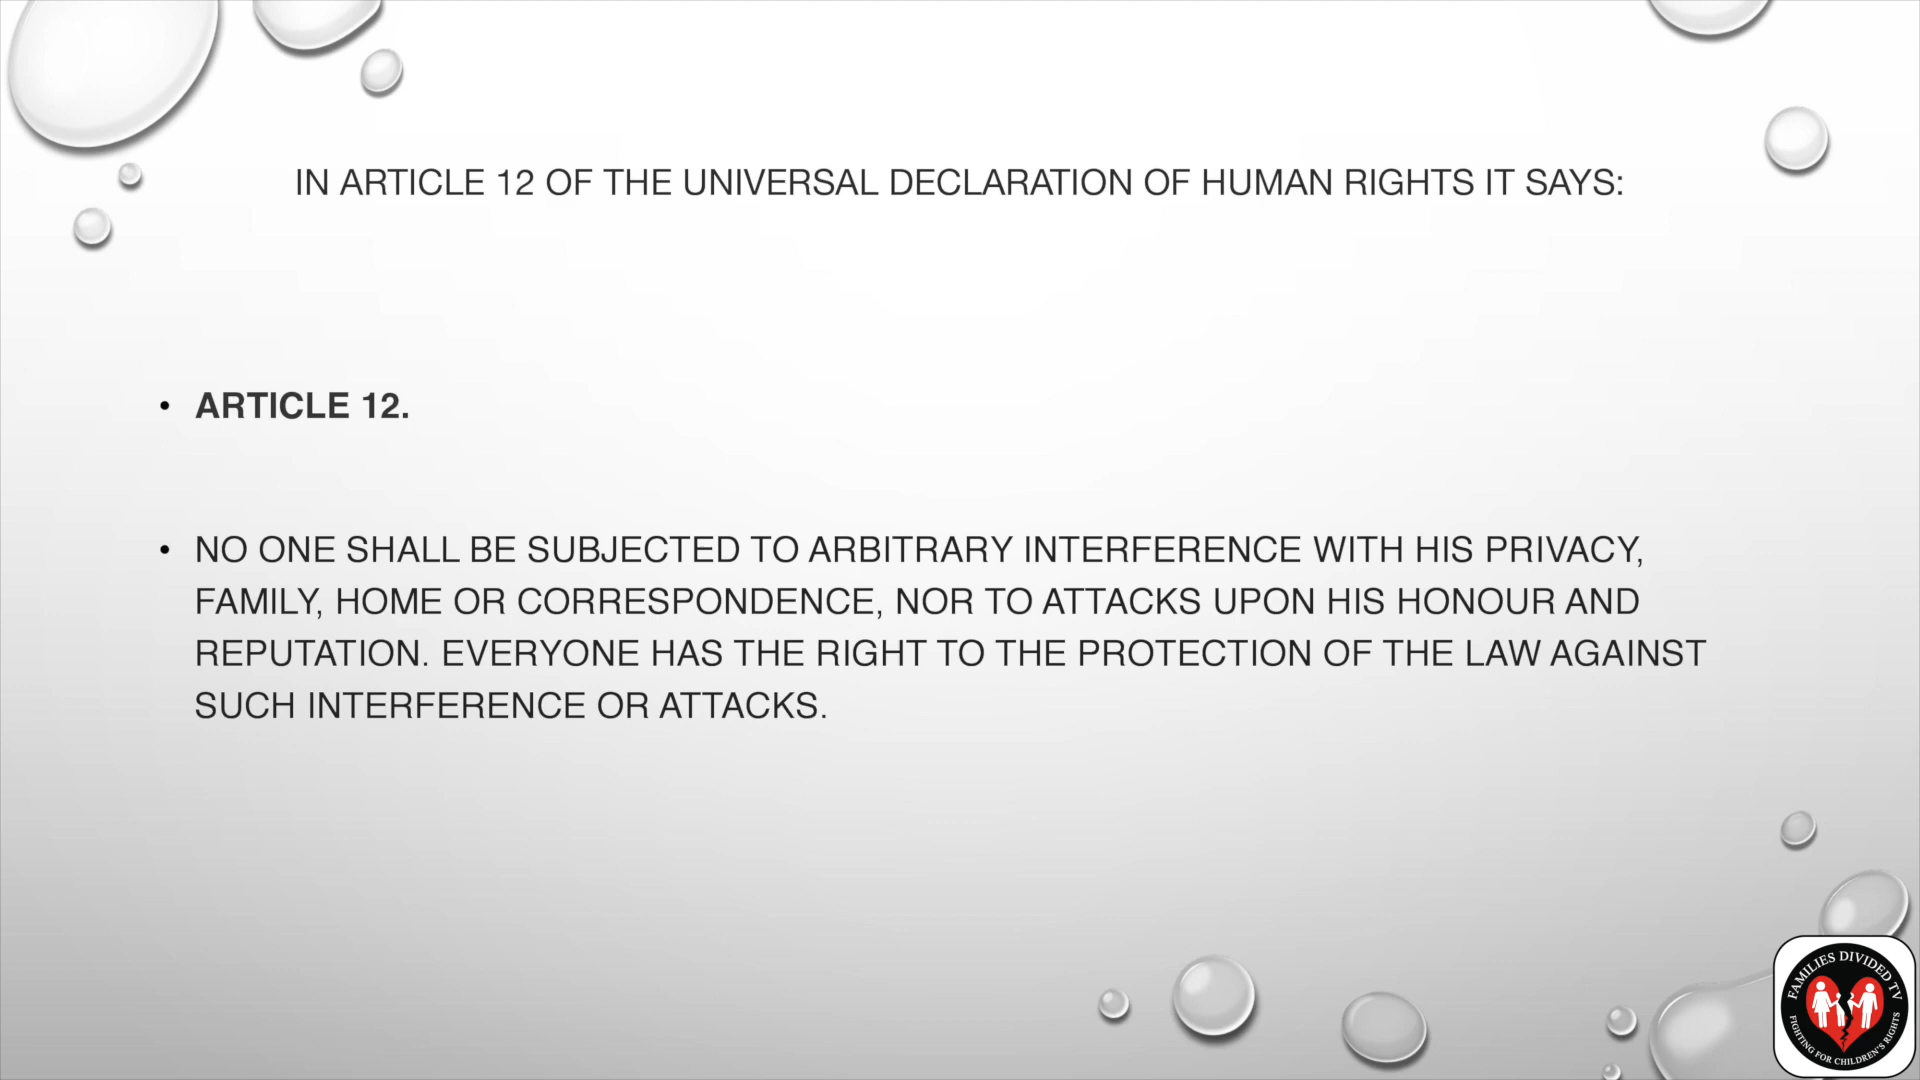 IN ARTICLE 12 OF THE UNIVERSAL DECLARATION OF HUMAN RIGHTS IT SAYS:
• ARTICLE 12.
• NO ONE SHALL BE SUBJECTED TO ARBITRARY INTERFERENCE WITH HIS PRIVACY,
FAMILY, HOME OR CORRESPONDENCE, NOR TO ATTACKS UPON HIS HONOUR AND
REPUTATION. EVERYONE HAS THE RIGHT TO THE PROTECTION OF THE LAW AGAINST
SUCH INTERFERENCE OR ATTACKS.
FAMILIES DIVIDED TV
FIGHTING FOR CHILDREN'S RIGHTS